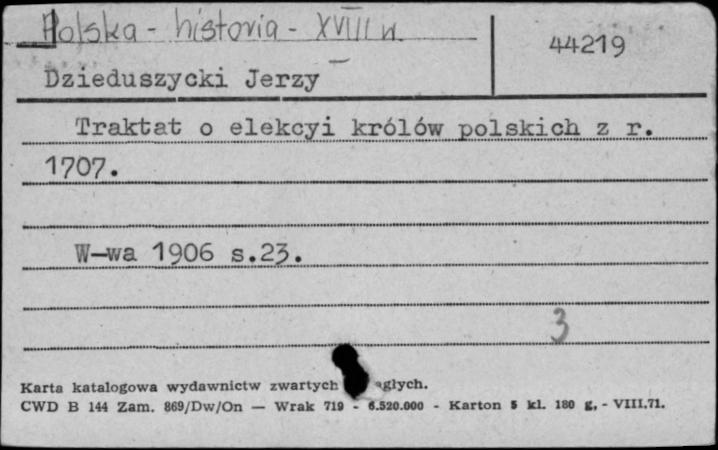 Polska - historia - XVIII w.
44219
Dzieduszycki Jerzy
Traktat o elekcyi królów polskich z r.
1707.
W-wa 1906 s.23.
3
Karta katalogowa wydawnictw zwartych
CWD B 144 Zam. 869/Dw/On — Wrak 719 - 6.520.000 - Karton 5 kl. 180 g, - VIII.71.